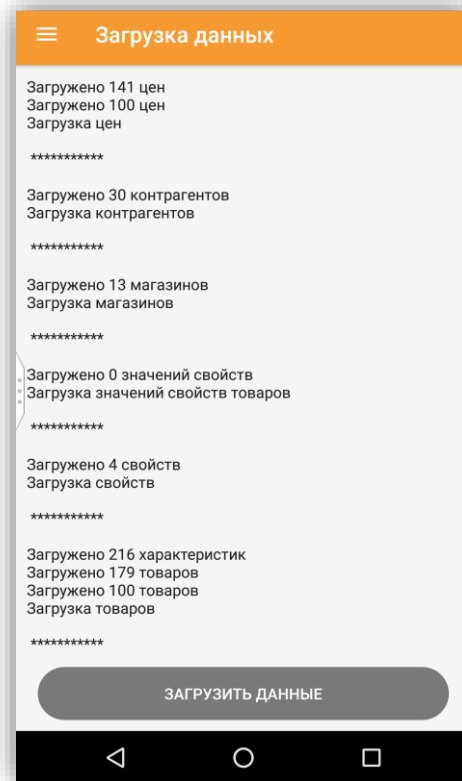 Загрузка данных
Загружено 141 цен
Загружено 100 цен
Загрузка цен
***********
Загружено 30 контрагентов
Загрузка контрагентов
***********
Загружено 13 магазинов
Загрузка магазинов
***********
Загружено 0 значений свойств
Загрузка значений свойств товаров
***********
Загружено 4 свойств
Загрузка свойств
***********
Загружено 216 характеристик
Загружено 179 товаров
Загружено 100 товаров
Загрузка товаров
***********
ЗАГРУЗИТЬ ДАННЫЕ